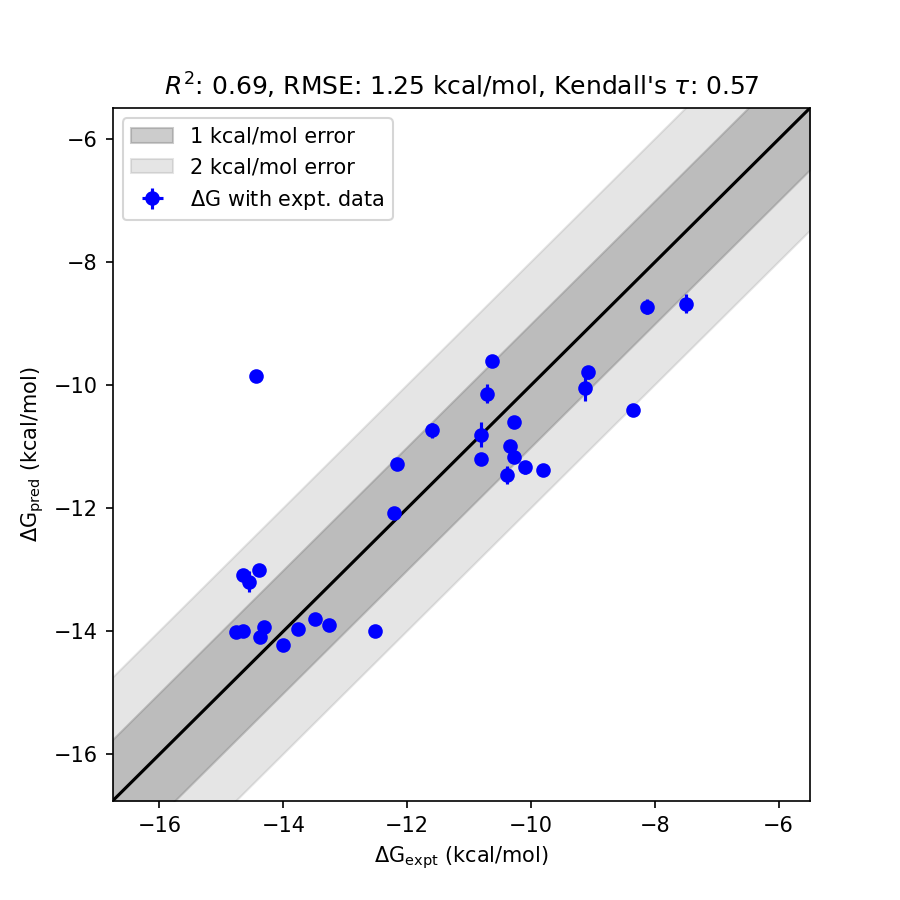 R²: 0.69, RMSE: 1.25 kcal/mol, Kendall's τ: 0.57
1 kcal/mol error
2 kcal/mol error
ΔG with expt. data
−6
−8
−10
−12
−14
−16
ΔG_pred (kcal/mol)
−16 −14 −12 −10 −8 −6
ΔG_expt (kcal/mol)